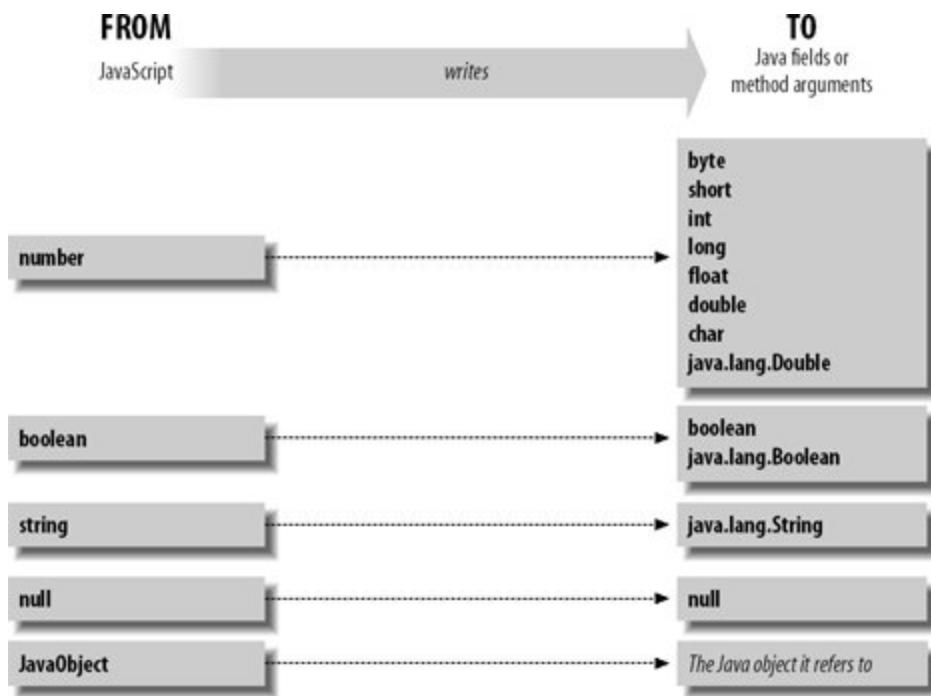 FROM
TO
JavaScript
writes
Java fields or
method arguments
number
byte
short
int
long
float
double
char
java.lang.Double
boolean
boolean
java.lang.Boolean
string
java.lang.String
null
null
JavaObject
The Java object it refers to